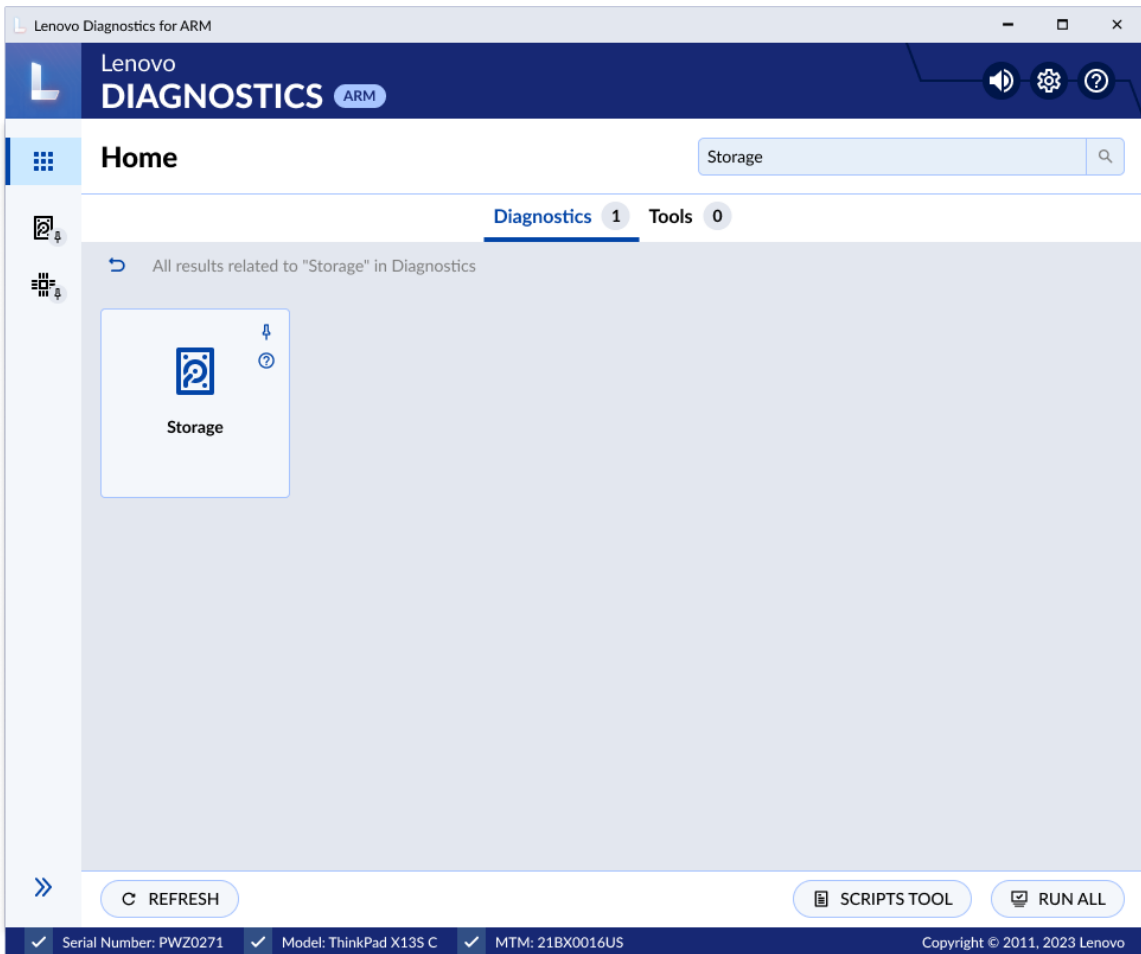 Lenovo Diagnostics for ARM
Lenovo
DIAGNOSTICS ARM
Home
Storage
Diagnostics 1 Tools 0
All results related to "Storage" in Diagnostics
Storage
REFRESH
SCRIPTS TOOL
RUN ALL
Serial Number: PWZ0271
Model: ThinkPad X13S C
MTM: 21BX0016US
Copyright © 2011, 2023 Lenovo